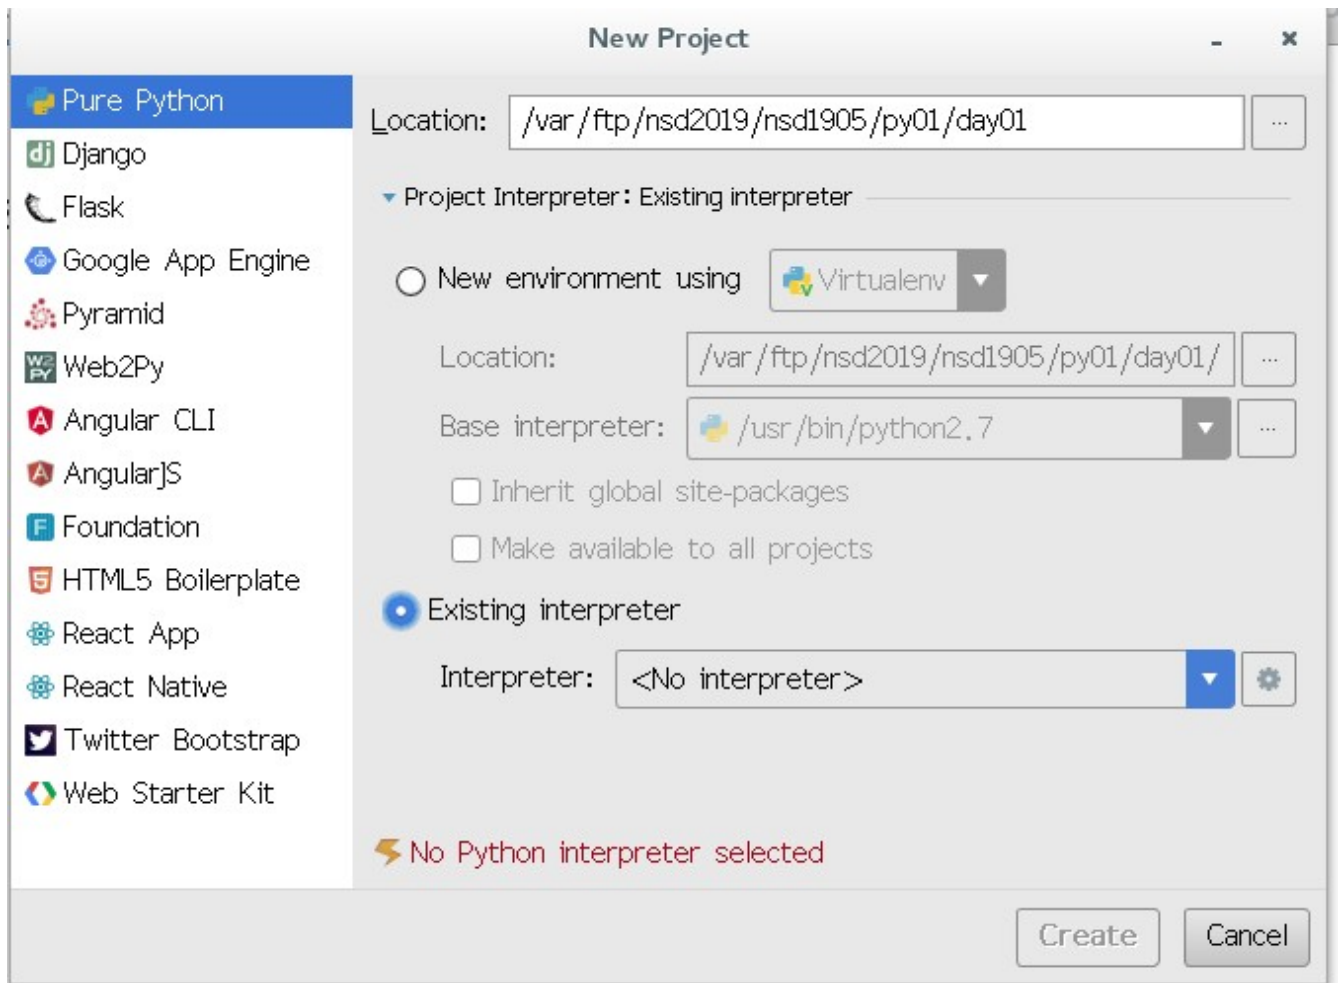 New Project
Pure Python
Django
Flask
Google App Engine
Pyramid
Web2Py
Angular CLI
AngularJS
Foundation
HTML5 Boilerplate
React App
React Native
Twitter Bootstrap
Web Starter Kit
Location: /var/ftp/nsd2019/nsd1905/py01/day01 ...
Project Interpreter: Existing interpreter
New environment using Virtualenv
Location: /var/ftp/nsd2019/nsd1905/py01/day01/ ...
Base interpreter: /usr/bin/python2.7 ...
Inherit global site-packages
Make available to all projects
Existing interpreter
Interpreter: <No interpreter>
No Python interpreter selected
Create Cancel